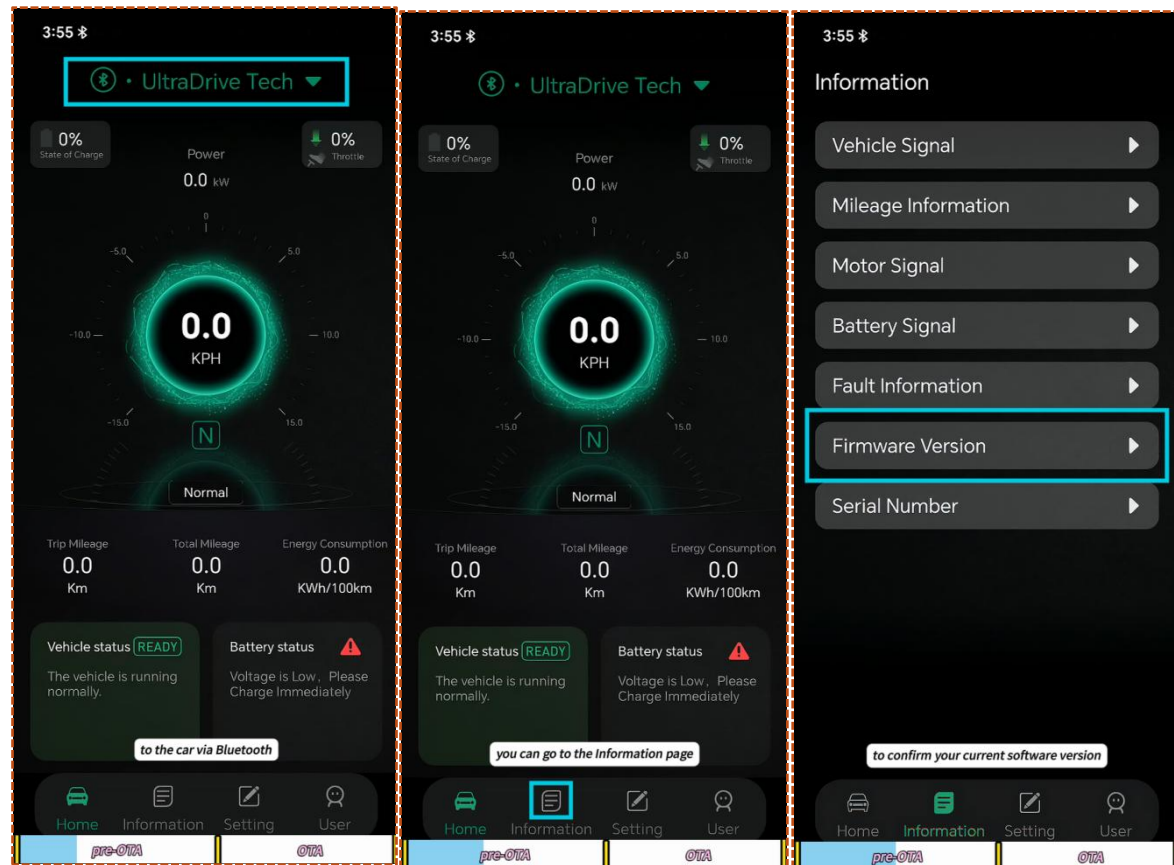 3:55
• UltraDrive Tech
0%
State of Charge
0%
Throttle
Power
0.0 kW
0
-5.0
5.0
-10.0
10.0
0.0
KPH
-15.0
15.0
N
Normal
Trip Mileage
Total Mileage
Energy Consumption
0.0
0.0
0.0
Km
Km
KWh/100km
Vehicle status READY
Battery status
The vehicle is running
normally.
Voltage is Low, Please
Charge Immediately
to the car via Bluetooth
Home
Information
Setting
User
pre-OTA
OTA
3:55
• UltraDrive Tech
0%
State of Charge
0%
Throttle
Power
0.0 kW
0
-5.0
5.0
-10.0
10.0
0.0
KPH
-15.0
15.0
N
Normal
Trip Mileage
Total Mileage
Energy Consumption
0.0
0.0
0.0
Km
Km
KWh/100km
Vehicle status READY
Battery status
The vehicle is running
normally.
Voltage is Low, Please
Charge Immediately
you can go to the Information page
Home
Information
Setting
User
pre-OTA
OTA
3:55
Information
Vehicle Signal
Mileage Information
Motor Signal
Battery Signal
Fault Information
Firmware Version
Serial Number
to confirm your current software version
Home
Information
Setting
User
pre-OTA
OTA